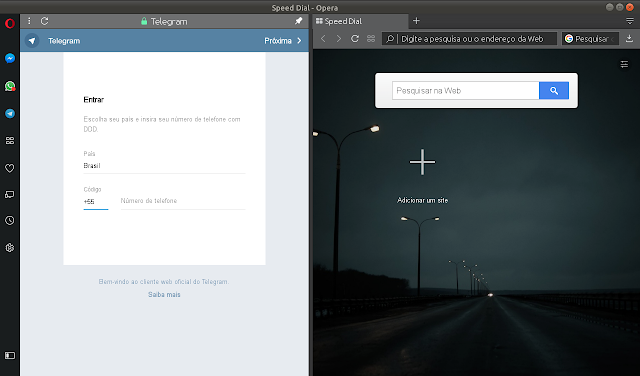 Speed Dial - Opera
Telegram
Speed Dial
Digite a pesquisa ou o endereço da Web
Pesquisar
Telegram
Próxima
Entrar
Escolha seu país e insira seu número de telefone com
DDD.
País
Brasil
Código
+55
Número de telefone
Bem-endo ao cliente web oficial do Telegram.
Saiba mais
Pesquisar na Web
Adicionar um site